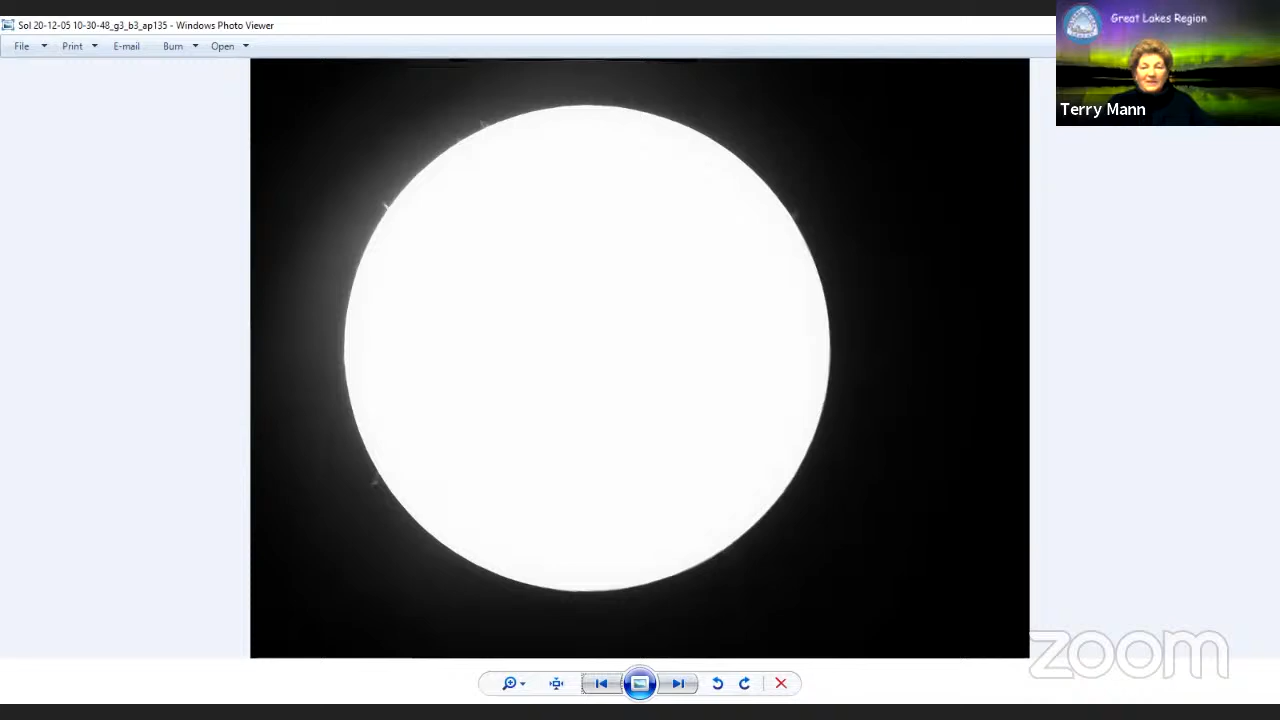 Sol 20-12-05 10-30-48_g3_b3_ap135 - Windows Photo Viewer
File Print E-mail Burn Open
Great Lakes Region
Terry Mann
zoom